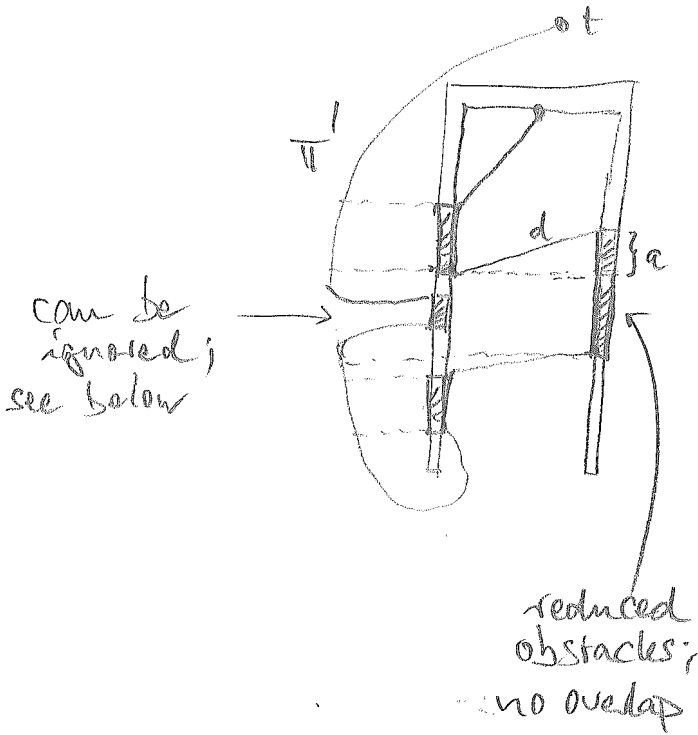 t
π'
d
a
can be
ignored;
see below
reduced
obstacles;
no overlap